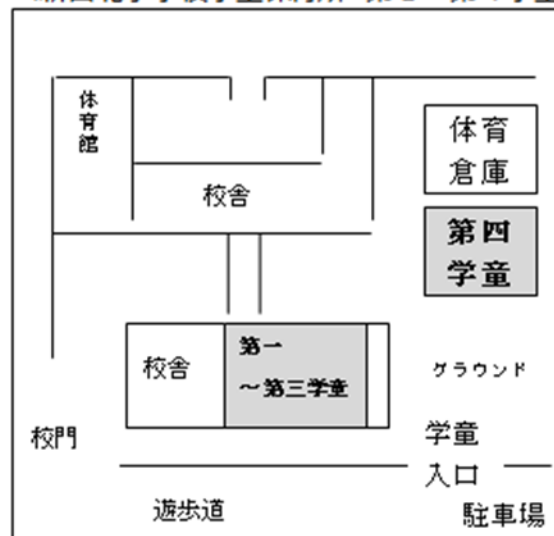 体育館
体育
倉庫
校舎
第四
学童
校舎
第一
～第三学童
グラウンド
校門
学童
入口
遊歩道
駐車場